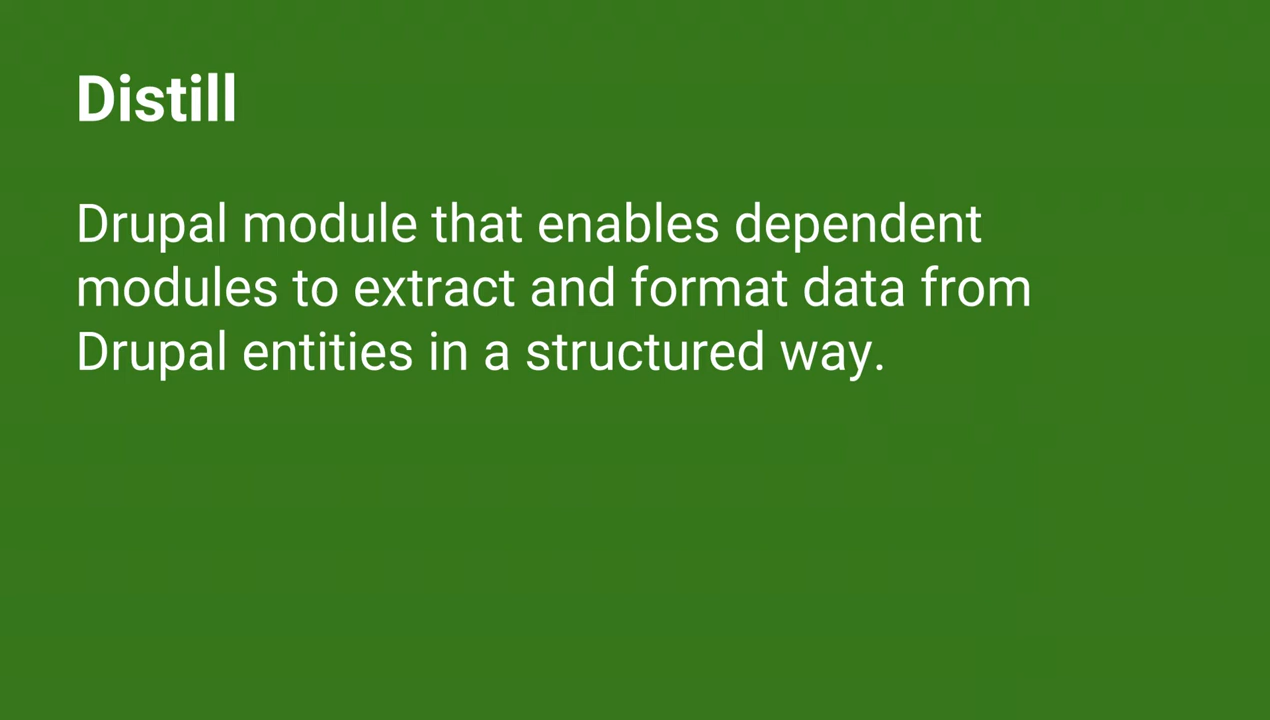 Distill
Drupal module that enables dependent
modules to extract and format data from
Drupal entities in a structured way.